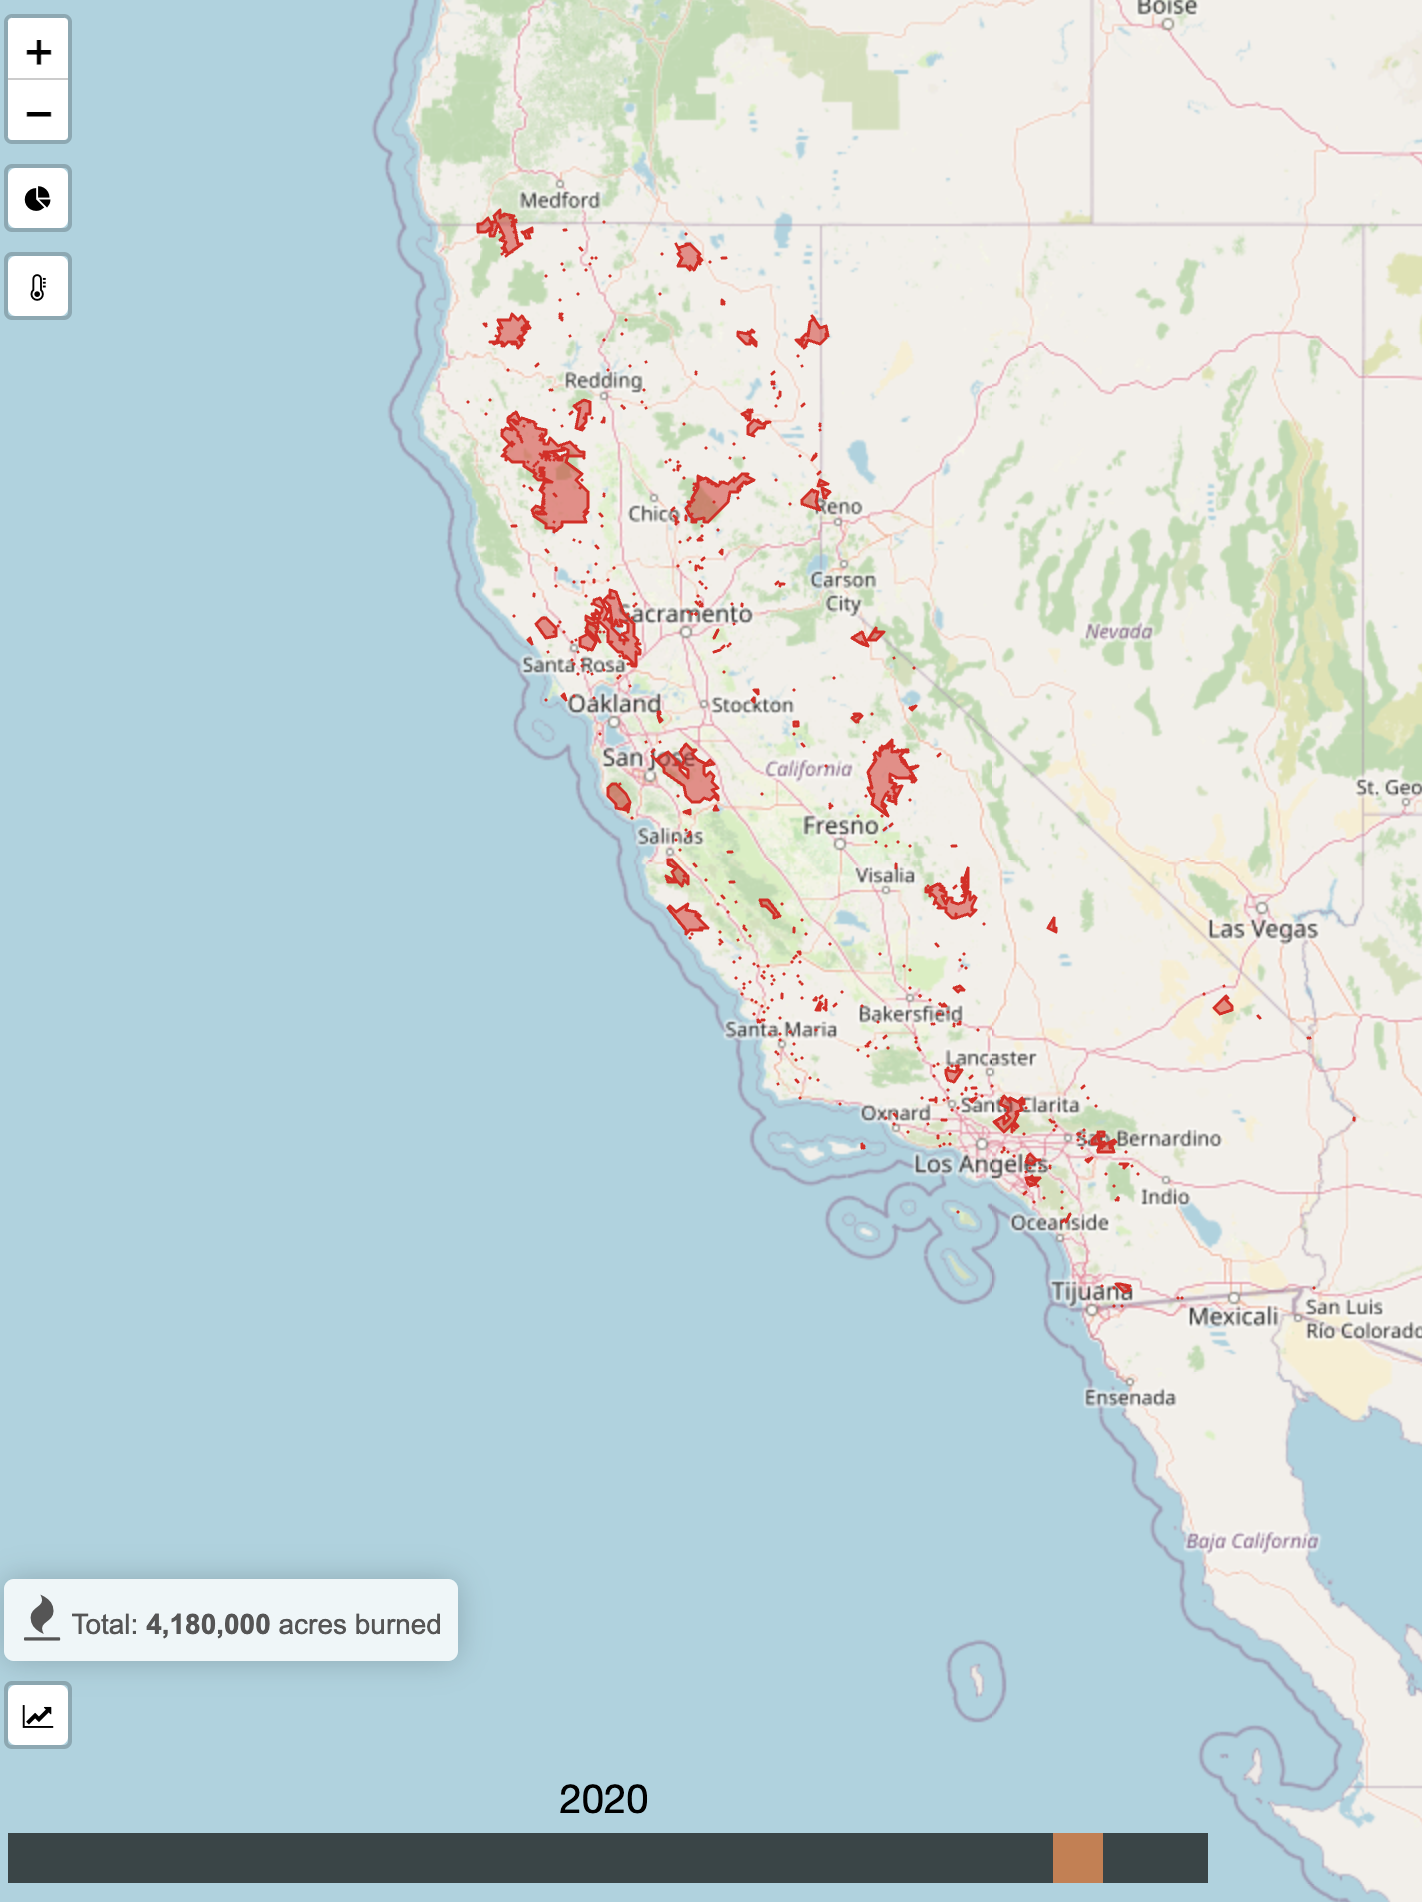 Boise
+
−
Medford
Redding
Chico
Reno
Carson
City
Sacramento
Nevada
Santa Rosa
Oakland
Stockton
San Jose
California
St. Geo
Fresno
Salinas
Visalia
Las Vegas
Bakersfield
Santa Maria
Lancaster
Oxnard
Santa Clarita
San Bernardino
Los Angeles
Indio
Oceanside
Tijuana
Mexicali
San Luis
Río Colorado
Ensenada
Baja California
Total: 4,180,000 acres burned
2020